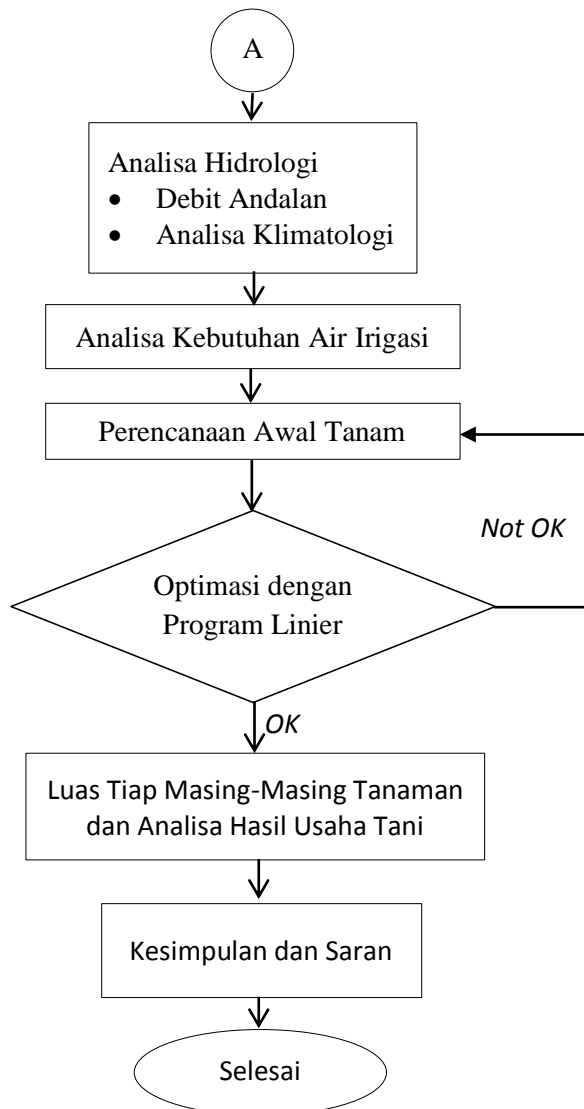 A
Analisa Hidrologi
• Debit Andalan
• Analisa Klimatologi
Analisa Kebutuhan Air Irigasi
Perencanaan Awal Tanam
Not OK
Optimasi dengan
Program Linier
OK
Luas Tiap Masing-Masing Tanaman
dan Analisa Hasil Usaha Tani
Kesimpulan dan Saran
Selesai